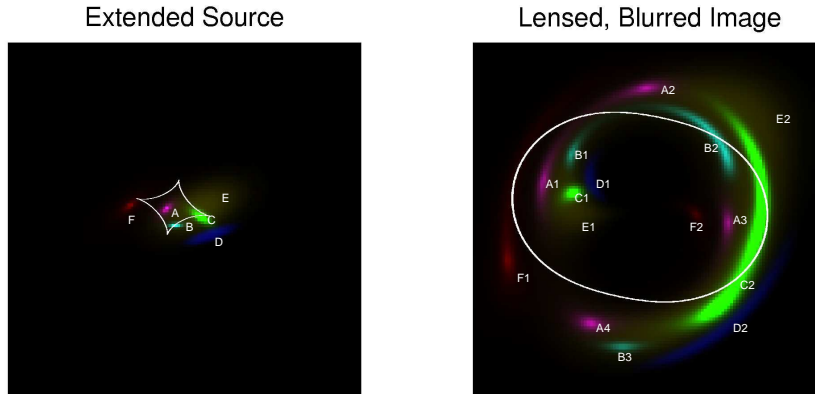 Extended Source
Lensed, Blurred Image
A
B
C
D
E
F
A1
A2
A3
A4
B1
B2
B3
C1
C2
D1
D2
E1
E2
F1
F2